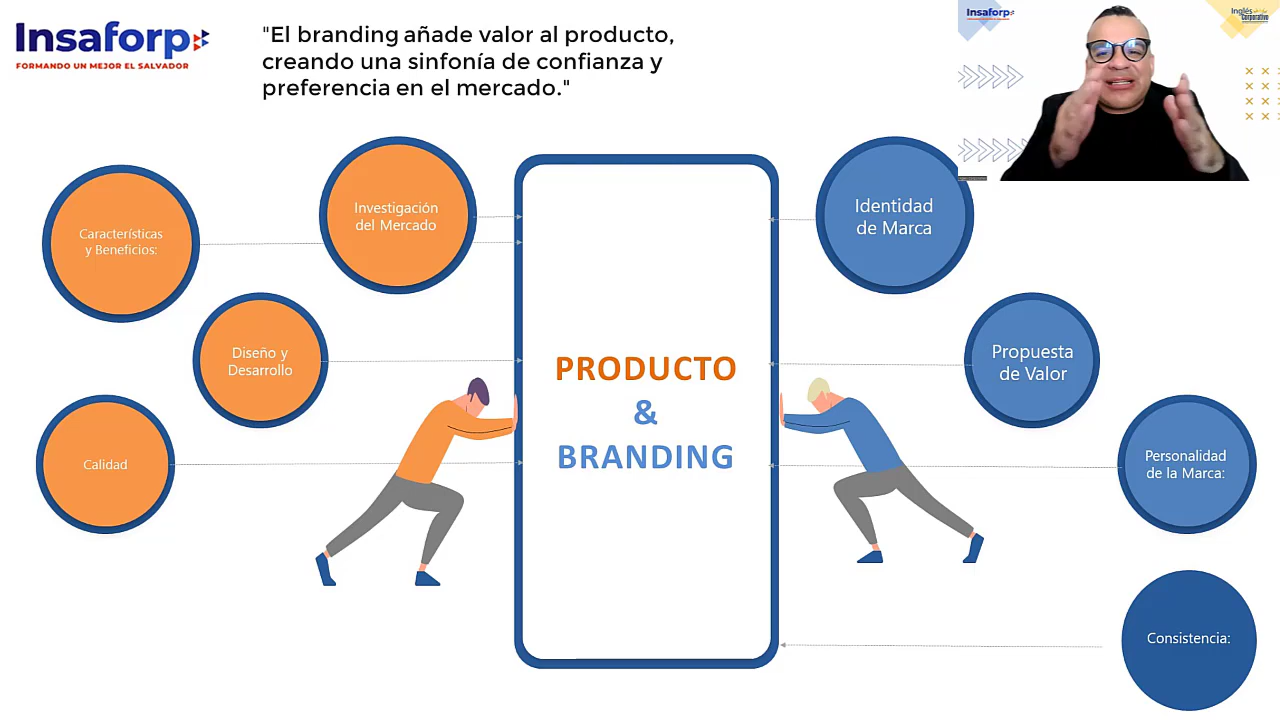 Insaforp
FORMANDO UN MEJOR EL SALVADOR
"El branding añade valor al producto,
creando una sinfonía de confianza y
preferencia en el mercado."
Insaforp
Inglés
Corporativo
Características
y Beneficios:
Investigación
del Mercado
Diseño y
Desarrollo
Calidad
PRODUCTO
&
BRANDING
Identidad
de Marca
Propuesta
de Valor
Personalidad
de la Marca:
Consistencia: